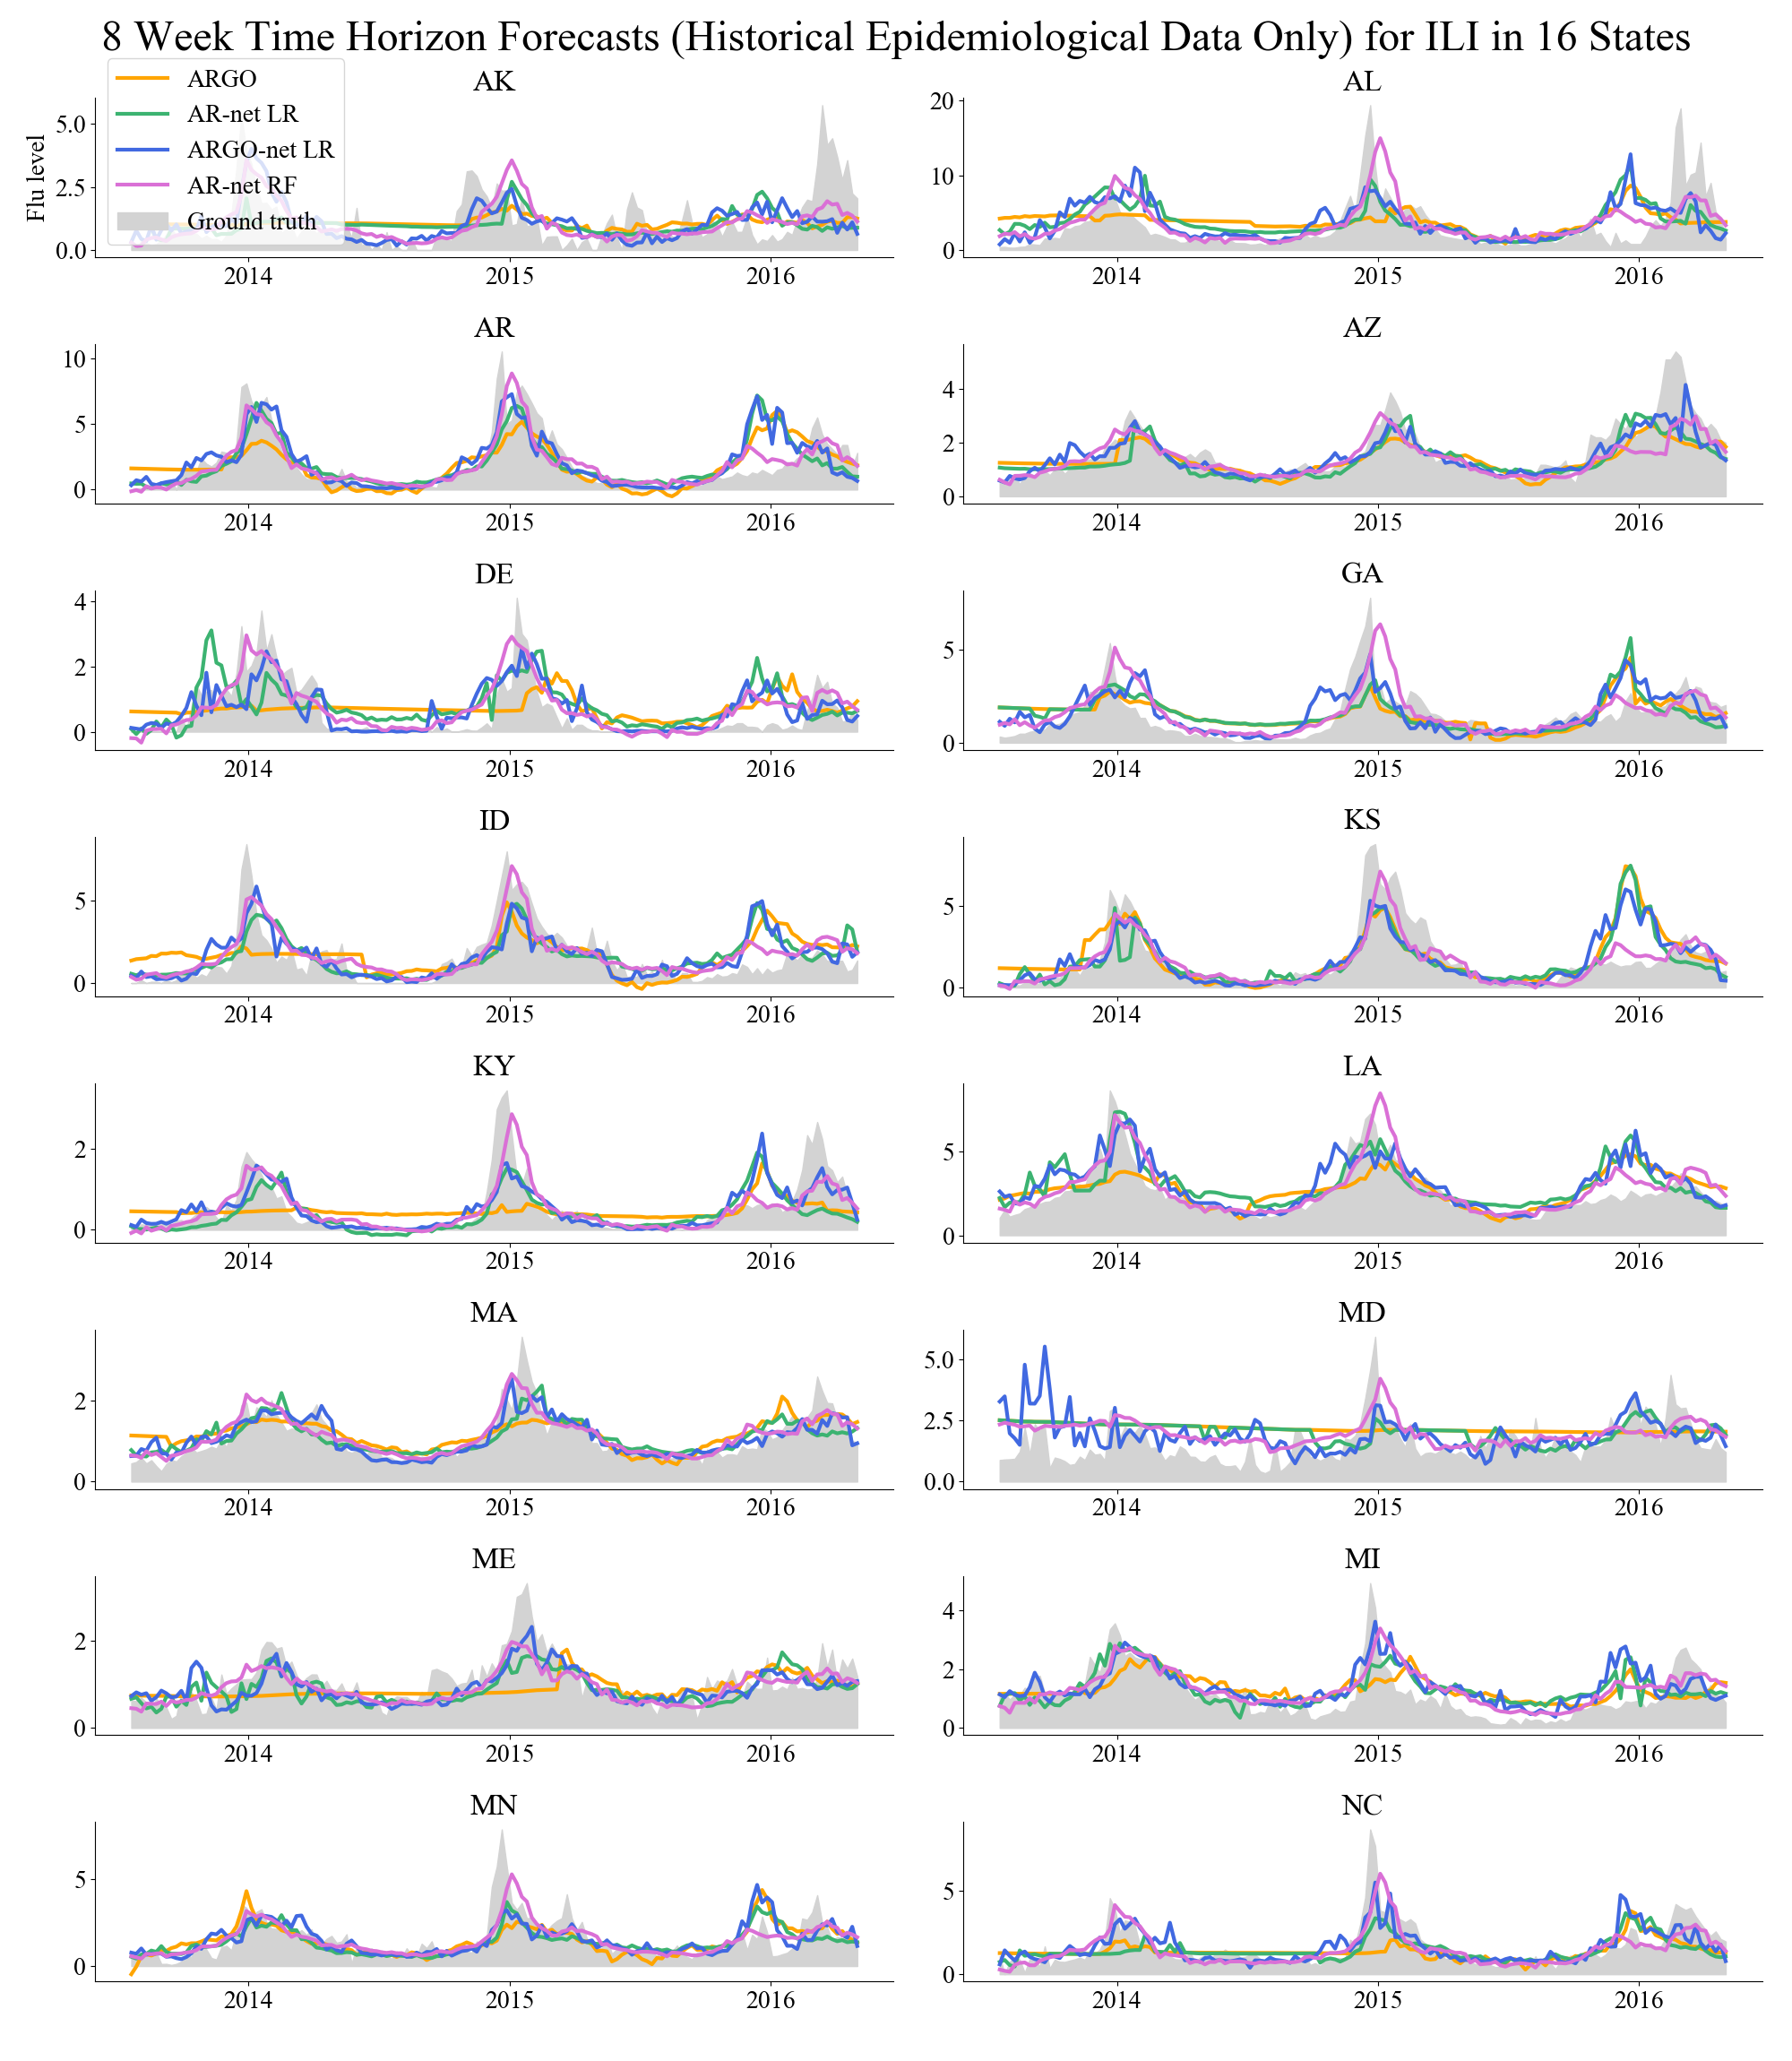 8 Week Time Horizon Forecasts (Historical Epidemiological Data Only) for ILI in 16 States
ARGO
AR-net LR
ARGO-net LR
AR-net RF
Ground truth
AK
Flu level
5.0
2.5
0.0
2014 2015 2016
AL
20
10
0
2014 2015 2016
AR
10
5
0
2014 2015 2016
AZ
4
2
0
2014 2015 2016
DE
4
2
0
2014 2015 2016
GA
5
0
2014 2015 2016
ID
5
0
2014 2015 2016
KS
5
0
2014 2015 2016
KY
2
0
2014 2015 2016
LA
5
0
2014 2015 2016
MA
2
0
2014 2015 2016
MD
5.0
2.5
0.0
2014 2015 2016
ME
2
0
2014 2015 2016
MI
4
2
0
2014 2015 2016
MN
5
0
2014 2015 2016
NC
5
0
2014 2015 2016